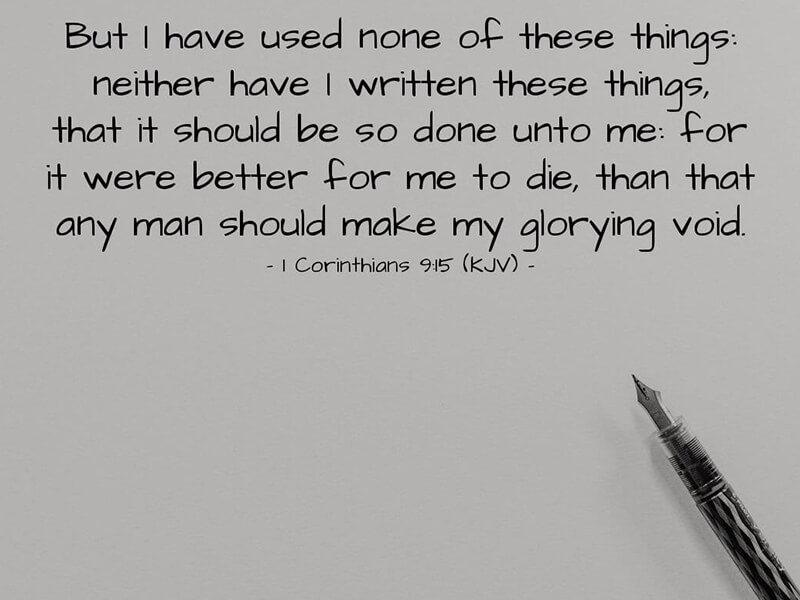 But I have used none of these things:
neither have I written these things,
that it should be so done unto me: for
it were better for me to die, than that
any man should make my glorying void.
- 1 Corinthians 9:15 (KJV) -